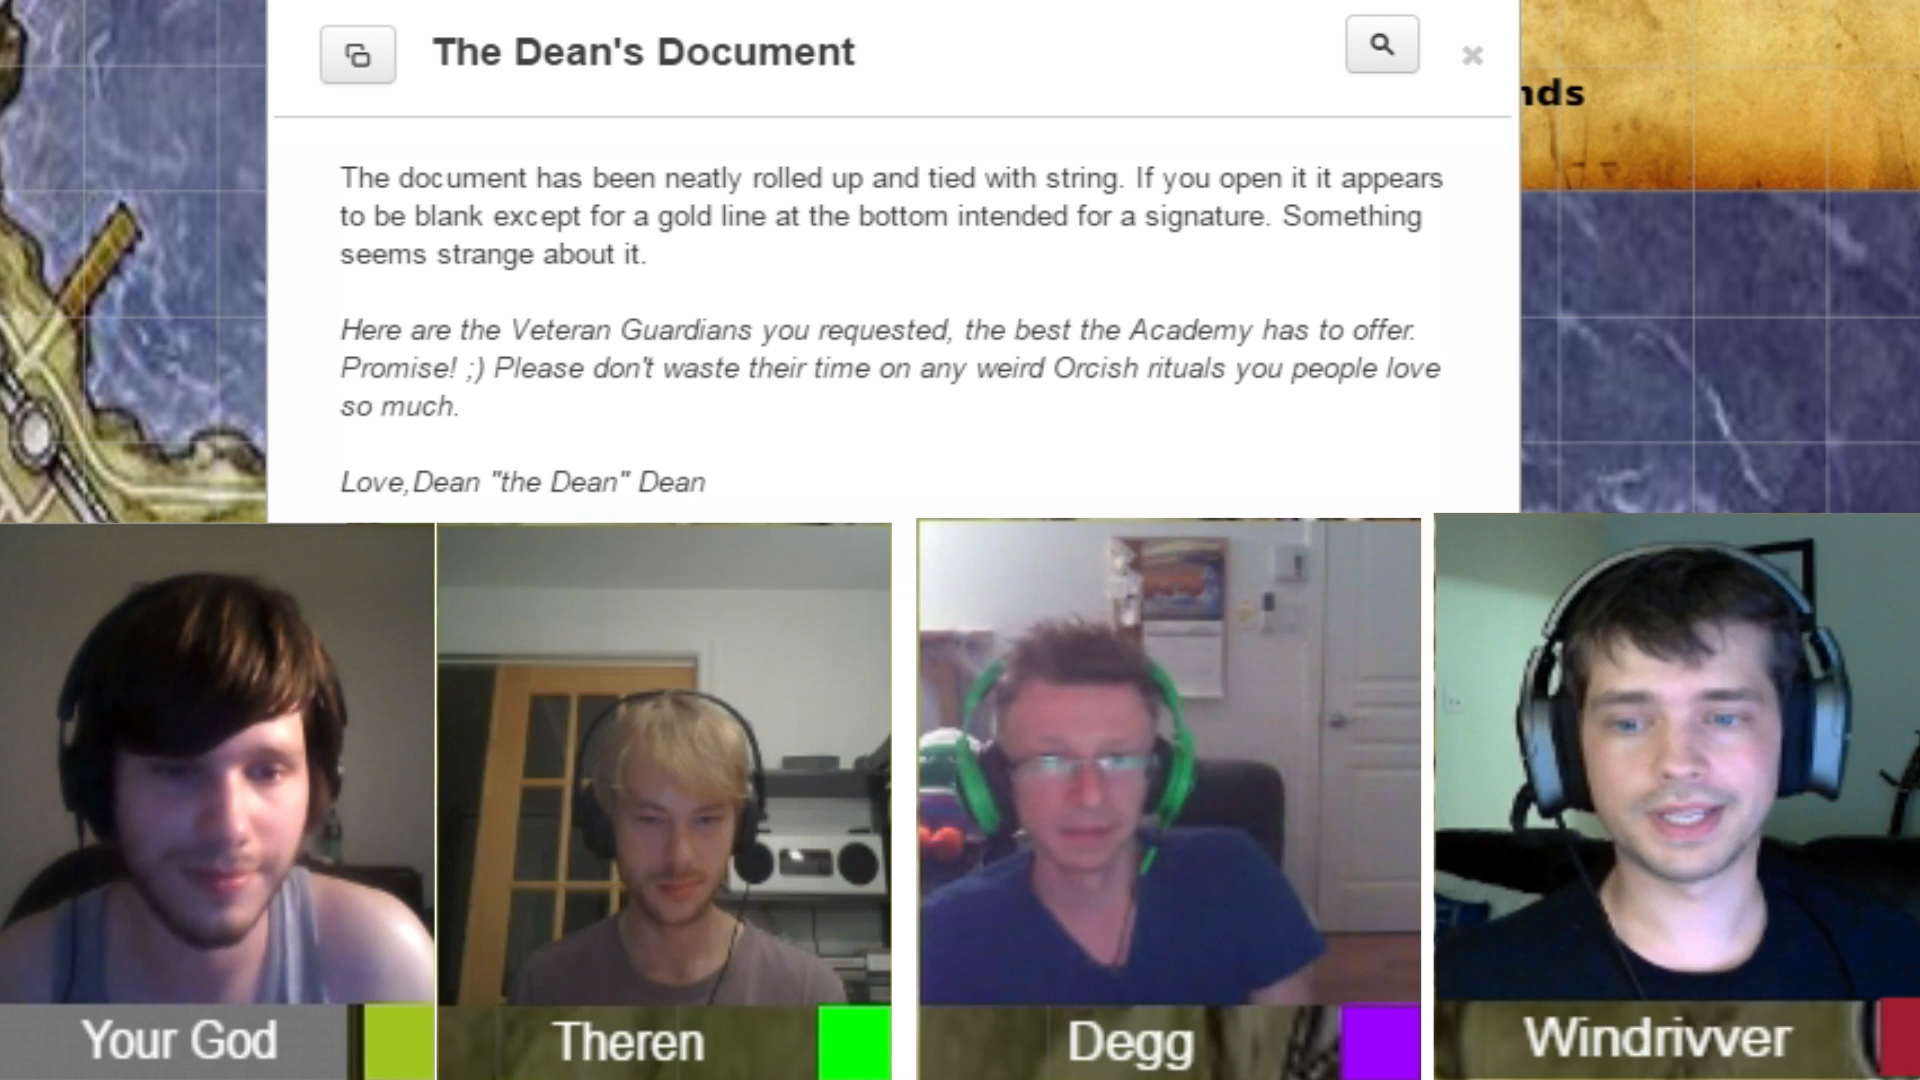 The Dean's Document
nds
The document has been neatly rolled up and tied with string. If you open it it appears
to be blank except for a gold line at the bottom intended for a signature. Something
seems strange about it.
Here are the Veteran Guardians you requested, the best the Academy has to offer.
Promise! ;) Please don't waste their time on any weird Orcish rituals you people love
so much.
Love,Dean "the Dean" Dean
Your God
Theren
Degg
Windrivver